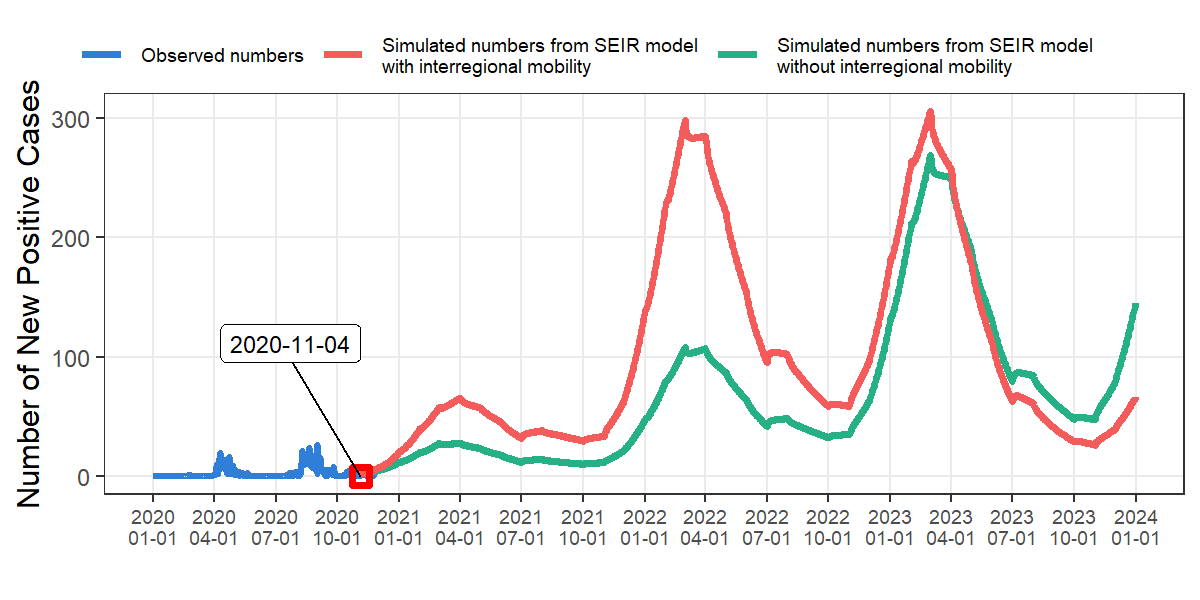 Observed numbers
Simulated numbers from SEIR model
with interregional mobility
Simulated numbers from SEIR model
without interregional mobility
Number of New Positive Cases
300
200
100
0
2020-11-04
2020 2020 2020 2020 2021 2021 2021 2021 2022 2022 2022 2022 2023 2023 2023 2023 2024
01-01 04-01 07-01 10-01 01-01 04-01 07-01 10-01 01-01 04-01 07-01 10-01 01-01 04-01 07-01 10-01 01-01